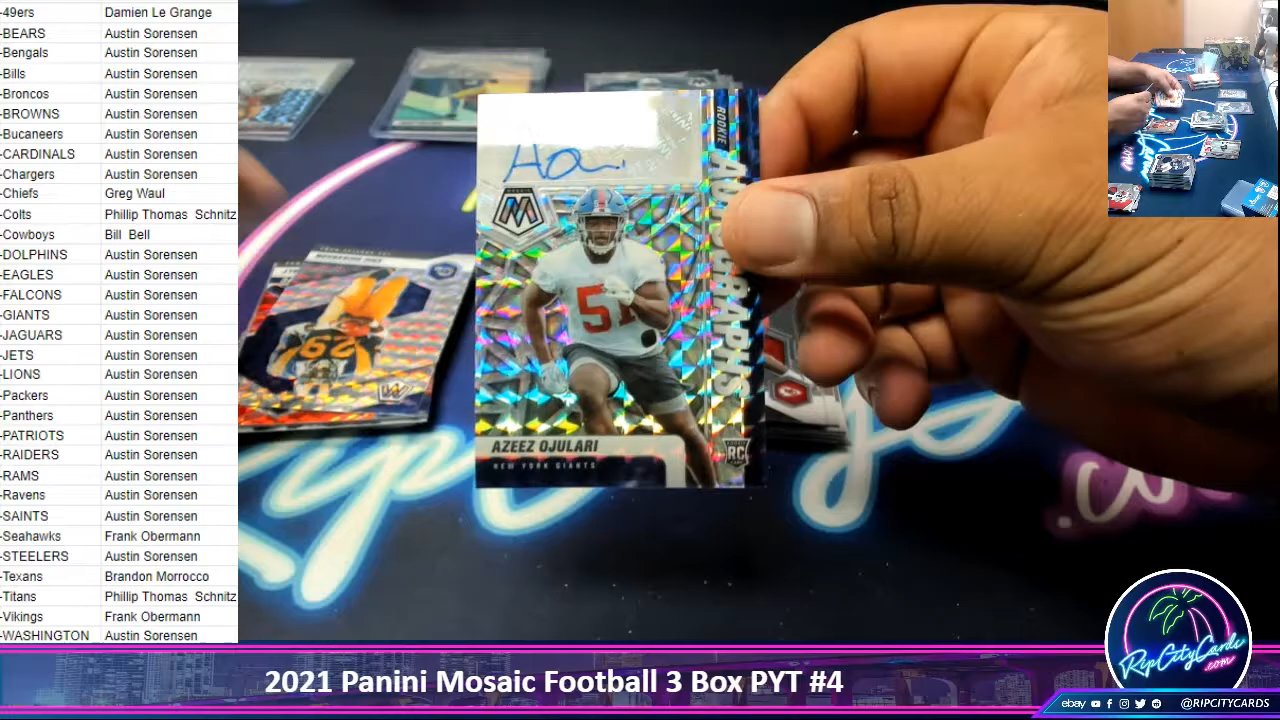 -49ers Damien Le Grange
-BEARS Austin Sorensen
-Bengals Austin Sorensen
-Bills Austin Sorensen
-Broncos Austin Sorensen
-BROWNS Austin Sorensen
-Bucaneers Austin Sorensen
-CARDINALS Austin Sorensen
-Chergers Austin Sorensen
-Chiefs Greg Waul
-Colts Phillip Thomas Schnitz
-Cowboys Bill Bell
-DOLPHINS Austin Sorensen
-EAGLES Austin Sorensen
-FALCONS Austin Sorensen
-GIANTS Austin Sorensen
-JAGUARS Austin Sorensen
-JETS Austin Sorensen
-LIONS Austin Sorensen
-Packers Austin Sorensen
-Panthers Austin Sorensen
-PATRIOTS Austin Sorensen
-RAIDERS Austin Sorensen
-RAMS Austin Sorensen
-Ravens Austin Sorensen
-SAINTS Austin Sorensen
-Seahawks Frank Obermann
-STEELERS Austin Sorensen
-Texans Brandon Morrocco
-Titans Phillip Thomas Schnitz
-Vikings Frank Obermann
-WASHINGTON Austin Sorensen
ROOKIE
M
51
AZEEZ OJULARI
NEW YORK GIANTS
RC
2021 Panini Mosaic Football 3 Box PYT #4
RipCityCards
.com
ebay @RIPCITYCARDS